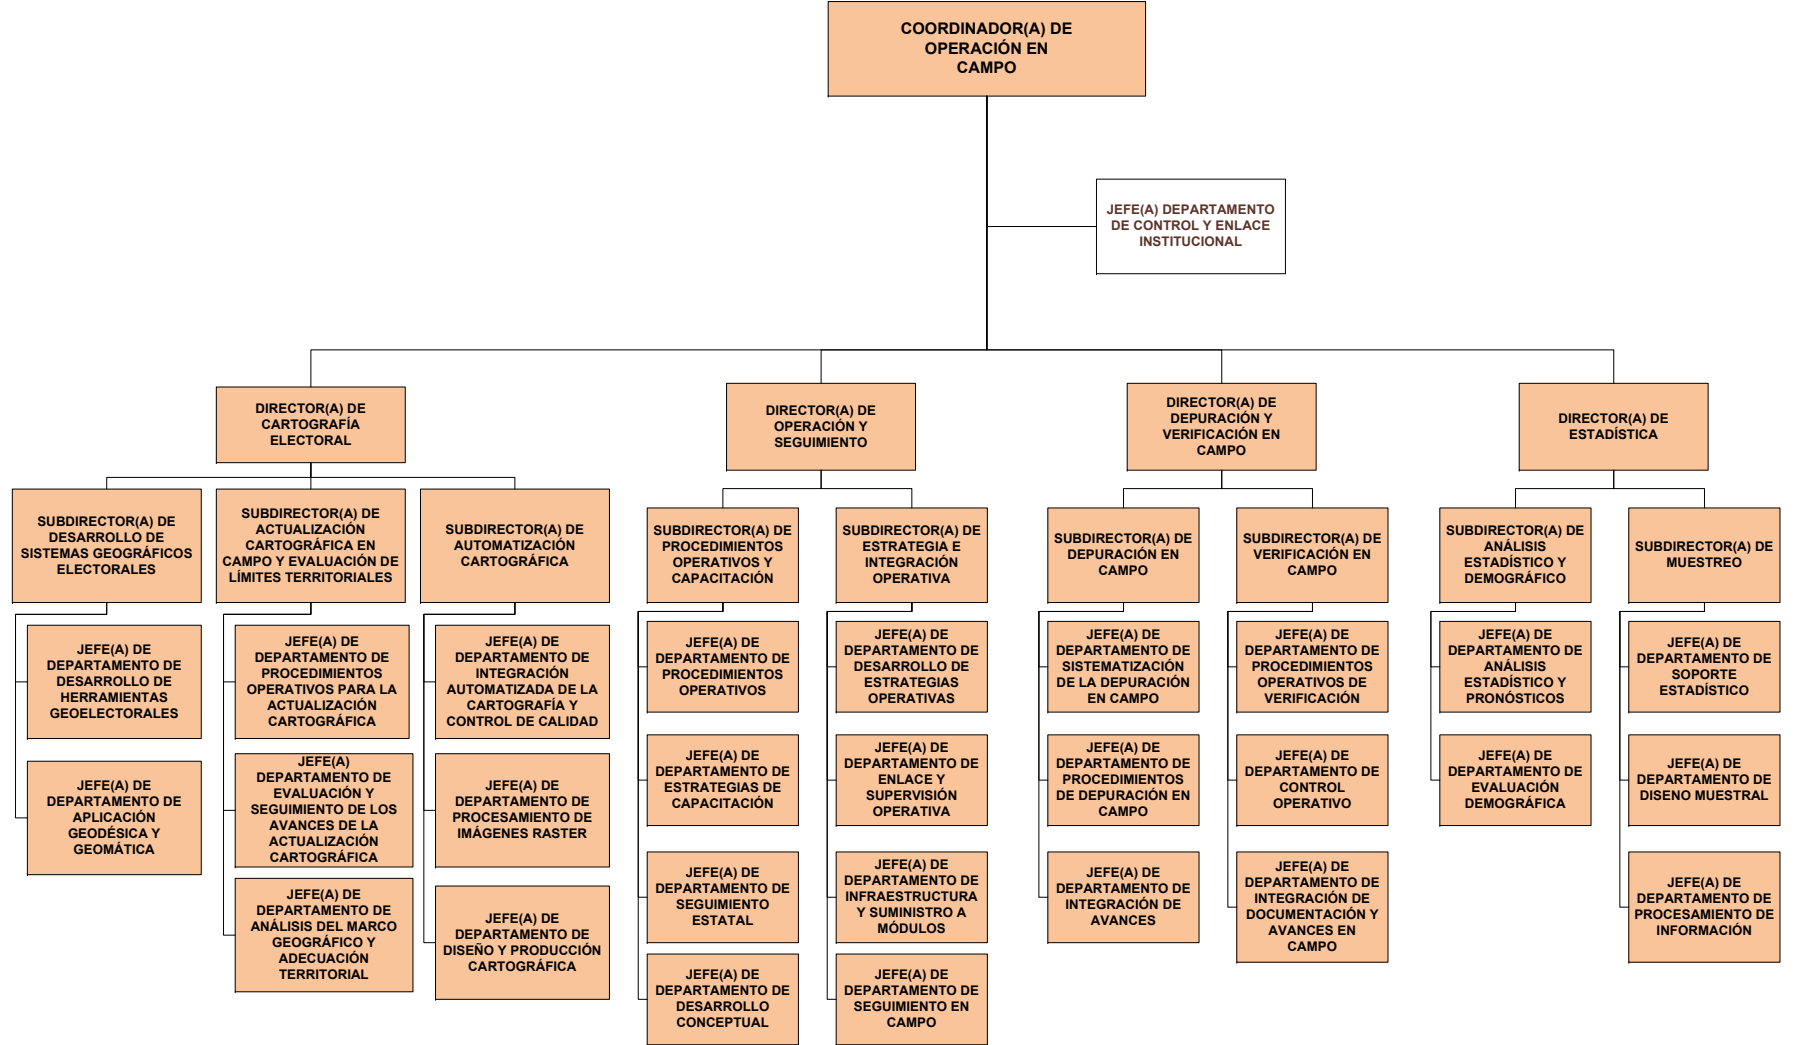 COORDINADOR(A) DE
OPERACIÓN EN
CAMPO
JEFE(A) DEPARTAMENTO
DE CONTROL Y ENLACE
INSTITUCIONAL
DIRECTOR(A) DE
CARTOGRAFÍA
ELECTORAL
DIRECTOR(A) DE
OPERACIÓN Y
SEGUIMIENTO
DIRECTOR(A) DE
DEPURACIÓN Y
VERIFICACIÓN EN
CAMPO
DIRECTOR(A) DE
ESTADÍSTICA
SUBDIRECTOR(A) DE
DESARROLLO DE
SISTEMAS GEOGRÁFICOS
ELECTORALES
SUBDIRECTOR(A) DE
ACTUALIZACIÓN
CARTOGRÁFICA EN
CAMPO Y EVALUACIÓN DE
LÍMITES TERRITORIALES
SUBDIRECTOR(A) DE
AUTOMATIZACIÓN
CARTOGRÁFICA
SUBDIRECTOR(A) DE
PROCEDIMIENTOS
OPERATIVOS Y
CAPACITACIÓN
SUBDIRECTOR(A) DE
ESTRATEGIA E
INTEGRACIÓN
OPERATIVA
SUBDIRECTOR(A) DE
DEPURACIÓN EN
CAMPO
SUBDIRECTOR(A) DE
VERIFICACIÓN EN
CAMPO
SUBDIRECTOR(A) DE
ANÁLISIS
ESTADÍSTICO Y
DEMOGRÁFICO
SUBDIRECTOR(A) DE
MUESTREO
JEFE(A) DE
DEPARTAMENTO DE
DESARROLLO DE
HERRAMIENTAS
GEOELECTORALES
JEFE(A) DE
DEPARTAMENTO DE
PROCEDIMIENTOS
OPERATIVOS PARA LA
ACTUALIZACIÓN
CARTOGRÁFICA
JEFE(A) DE
DEPARTAMENTO DE
INTEGRACIÓN
AUTOMATIZADA DE LA
CARTOGRAFÍA Y
CONTROL DE CALIDAD
JEFE(A) DE
DEPARTAMENTO DE
PROCEDIMIENTOS
OPERATIVOS
JEFE(A) DE
DEPARTAMENTO DE
DESARROLLO DE
ESTRATEGIAS
OPERATIVAS
JEFE(A) DE
DEPARTAMENTO DE
SISTEMATIZACIÓN
DE LA DEPURACIÓN
EN CAMPO
JEFE(A) DE
DEPARTAMENTO DE
PROCEDIMIENTOS
OPERATIVOS DE
VERIFICACIÓN
JEFE(A) DE
DEPARTAMENTO DE
ANÁLISIS
ESTADÍSTICO Y
PRONÓSTICOS
JEFE(A) DE
DEPARTAMENTO DE
SOPORTE
ESTADÍSTICO
JEFE(A) DE
DEPARTAMENTO DE
APLICACIÓN
GEODÉSICA Y
GEOMÁTICA
JEFE(A)
DEPARTAMENTO DE
EVALUACIÓN Y
SEGUIMIENTO DE LOS
AVANCES DE LA
ACTUALIZACIÓN
CARTOGRÁFICA
JEFE(A) DE
DEPARTAMENTO DE
PROCESAMIENTO DE
IMÁGENES RASTER
JEFE(A) DE
DEPARTAMENTO DE
ESTRATEGIAS DE
CAPACITACIÓN
JEFE(A) DE
DEPARTAMENTO DE
ENLACE Y
SUPERVISIÓN
OPERATIVA
JEFE(A) DE
DEPARTAMENTO DE
PROCEDIMIENTOS
DE DEPURACIÓN EN
CAMPO
JEFE(A) DE
DEPARTAMENTO DE
CONTROL
OPERATIVO
JEFE(A) DE
DEPARTAMENTO DE
EVALUACIÓN
DEMOGRÁFICA
JEFE(A) DE
DEPARTAMENTO DE
DISENO MUESTRAL
JEFE(A) DE
DEPARTAMENTO DE
ANÁLISIS DEL MARCO
GEOGRÁFICO Y
ADECUACIÓN
TERRITORIAL
JEFE(A) DE
DEPARTAMENTO DE
DISEÑO Y PRODUCCIÓN
CARTOGRÁFICA
JEFE(A) DE
DEPARTAMENTO DE
SEGUIMIENTO
ESTATAL
JEFE(A) DE
DEPARTAMENTO DE
INFRAESTRUCTURA
Y SUMINISTRO A
MÓDULOS
JEFE(A) DE
DEPARTAMENTO DE
INTEGRACIÓN DE
AVANCES
JEFE(A) DE
DEPARTAMENTO DE
INTEGRACIÓN DE
DOCUMENTACIÓN Y
AVANCES EN
CAMPO
JEFE(A) DE
DEPARTAMENTO DE
PROCESAMIENTO DE
INFORMACIÓN
JEFE(A) DE
DEPARTAMENTO DE
DESARROLLO
CONCEPTUAL
JEFE(A) DE
DEPARTAMENTO DE
SEGUIMIENTO EN
CAMPO